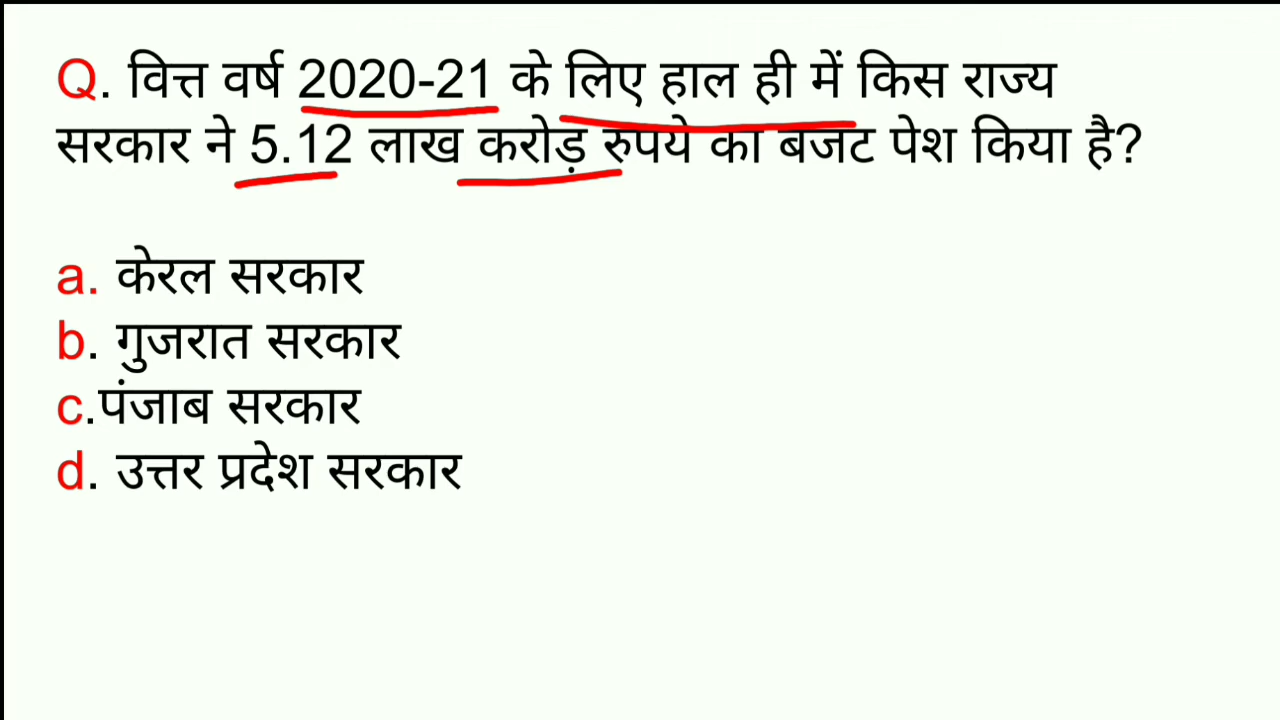 Q. वित्त वर्ष 2020-21 के लिए हाल ही में किस राज्य
सरकार ने 5.12 लाख करोड़ रुपये का बजट पेश किया है?
a. केरल सरकार
b. गुजरात सरकार
c.पंजाब सरकार
d. उत्तर प्रदेश सरकार